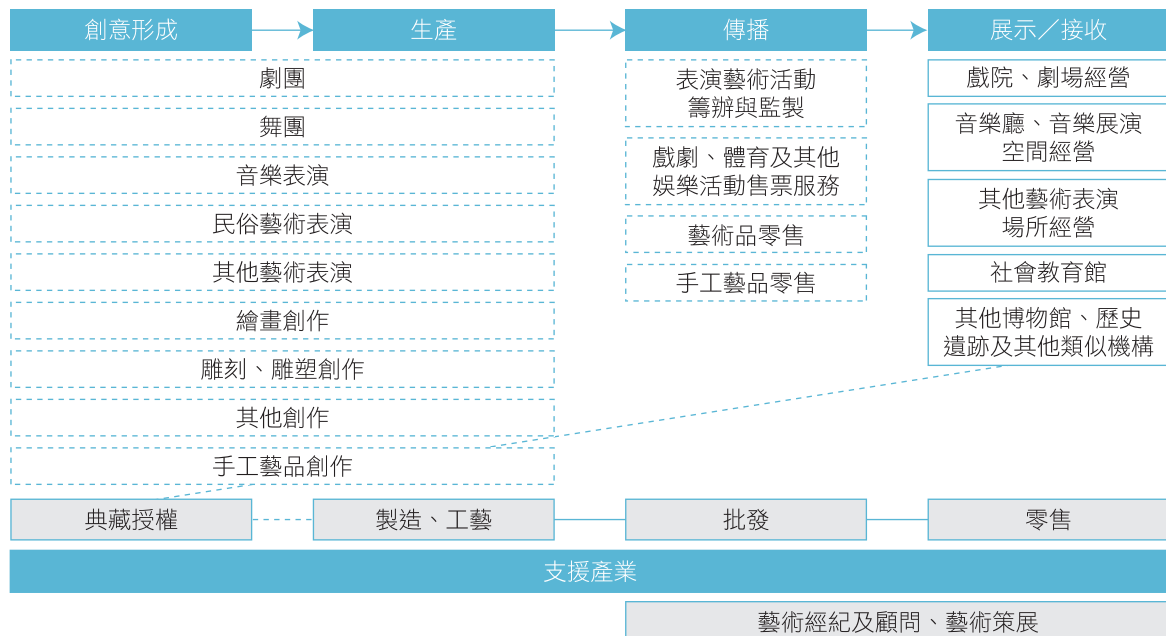 創意形成
生產
傳播
展示／接收
劇團
舞團
音樂表演
民俗藝術表演
其他藝術表演
繪畫創作
雕刻、雕塑創作
其他創作
手工藝品創作
表演藝術活動
籌辦與監製
戲劇、體育及其他
娛樂活動售票服務
藝術品零售
手工藝品零售
戲院、劇場經營
音樂廳、音樂展演
空間經營
其他藝術表演
場所經營
社會教育館
其他博物館、歷史
遺跡及其他類似機構
典藏授權
製造、工藝
批發
零售
支援產業
藝術經紀及顧問、藝術策展